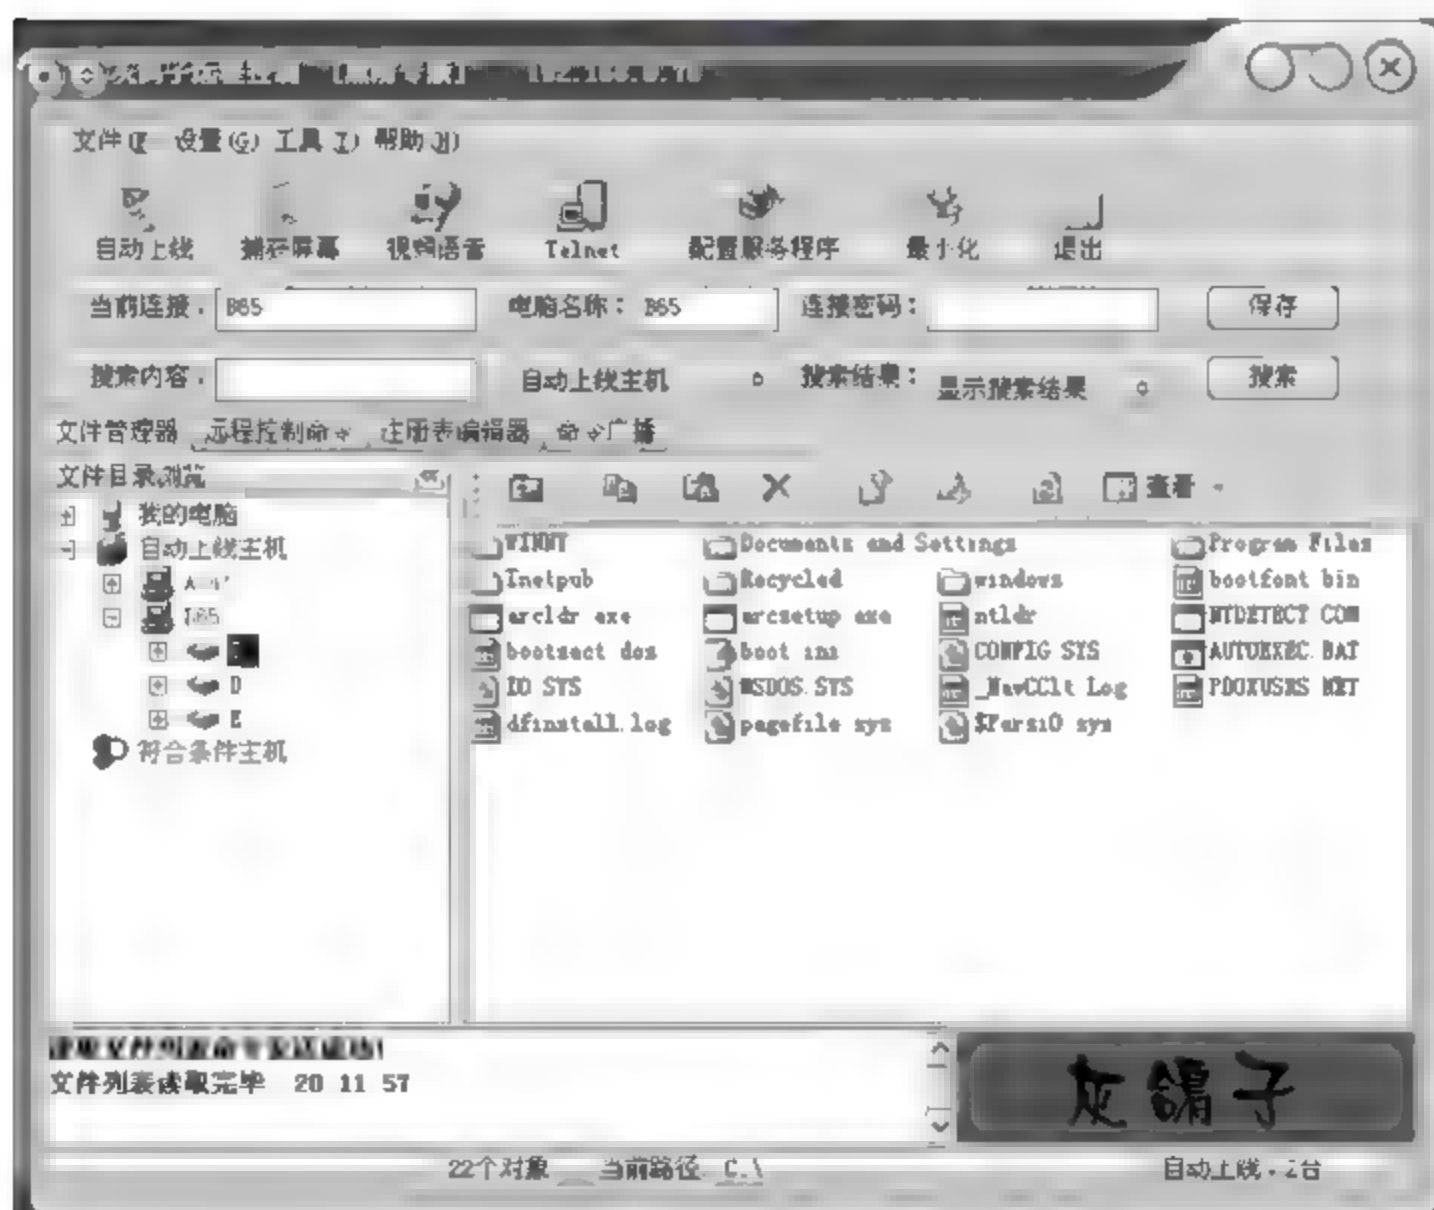 文件(F 设置(G) 工具 T) 帮助 H)
自动上线 捕获屏幕 视频语音 Telnet 配置服务程序 最小化 退出
当前连接: B65 电脑名称: B65 连接密码: 保存
搜索内容: 自动上线主机 搜索结果: 显示搜索结果 搜索
文件管理器 远程控制命令 注册表编辑器 命令广播
文件目录浏览 查看
我的电脑
自动上线主机
B65
D
E
符合条件主机
WINNT Documents and Settings Program Files
Inetpub Recycled windows bootfont bin
arcldr exe arcsetup exe ntldr NTDETECT COM
bootsect dos boot ini CONFIG SYS AUTOEXEC BAT
IO SYS MSDOS SYS _NavCClt Log PDOXUSRS NET
dfinstall.log pagefile sys $Persi0 sys
文件列表读取完毕 20 11 57
灰鸽子
22个对象 当前路径 C:\ 自动上线:2台